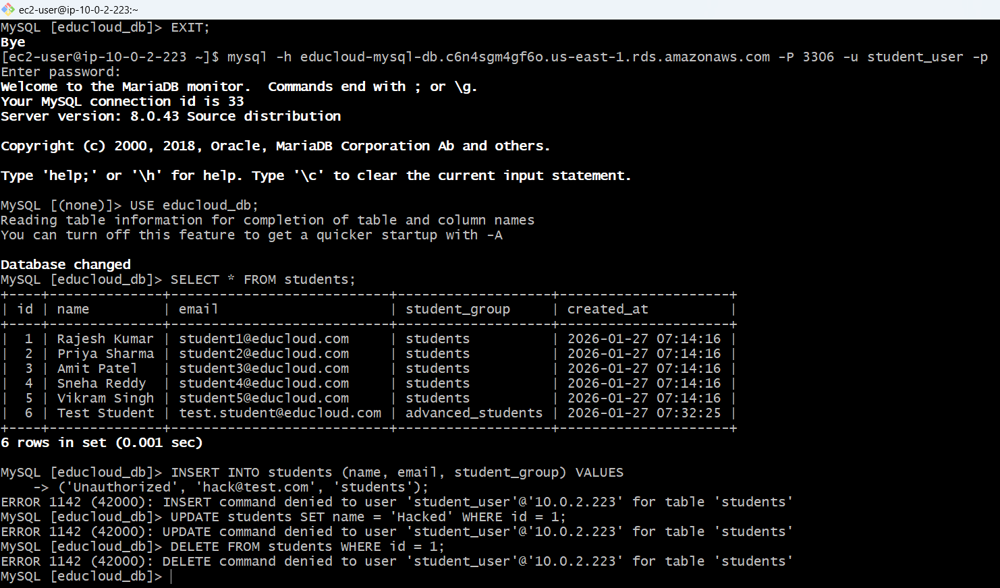 ec2-user@ip-10-0-2-223:~
MySQL [educloud_db]> EXIT;
Bye
[ec2-user@ip-10-0-2-223 ~]$ mysql -h educloud-mysql-db.c6n4sgm4gf6o.us-east-1.rds.amazonaws.com -P 3306 -u student_user -p
Enter password:
Welcome to the MariaDB monitor.  Commands end with ; or \g.
Your MySQL connection id is 33
Server version: 8.0.43 Source distribution

Copyright (c) 2000, 2018, Oracle, MariaDB Corporation Ab and others.

Type 'help;' or '\h' for help. Type '\c' to clear the current input statement.

MySQL [(none)]> USE educloud_db;
Reading table information for completion of table and column names
You can turn off this feature to get a quicker startup with -A

Database changed
MySQL [educloud_db]> SELECT * FROM students;
+----+--------------+---------------------------+-------------------+---------------------+
| id | name         | email                     | student_group     | created_at          |
+----+--------------+---------------------------+-------------------+---------------------+
|  1 | Rajesh Kumar | student1@educloud.com     | students          | 2026-01-27 07:14:16 |
|  2 | Priya Sharma | student2@educloud.com     | students          | 2026-01-27 07:14:16 |
|  3 | Amit Patel   | student3@educloud.com     | students          | 2026-01-27 07:14:16 |
|  4 | Sneha Reddy  | student4@educloud.com     | students          | 2026-01-27 07:14:16 |
|  5 | Vikram Singh | student5@educloud.com     | students          | 2026-01-27 07:14:16 |
|  6 | Test Student | test.student@educloud.com | advanced_students | 2026-01-27 07:32:25 |
+----+--------------+---------------------------+-------------------+---------------------+
6 rows in set (0.001 sec)

MySQL [educloud_db]> INSERT INTO students (name, email, student_group) VALUES
    -> ('Unauthorized', 'hack@test.com', 'students');
ERROR 1142 (42000): INSERT command denied to user 'student_user'@'10.0.2.223' for table 'students'
MySQL [educloud_db]> UPDATE students SET name = 'Hacked' WHERE id = 1;
ERROR 1142 (42000): UPDATE command denied to user 'student_user'@'10.0.2.223' for table 'students'
MySQL [educloud_db]> DELETE FROM students WHERE id = 1;
ERROR 1142 (42000): DELETE command denied to user 'student_user'@'10.0.2.223' for table 'students'
MySQL [educloud_db]>